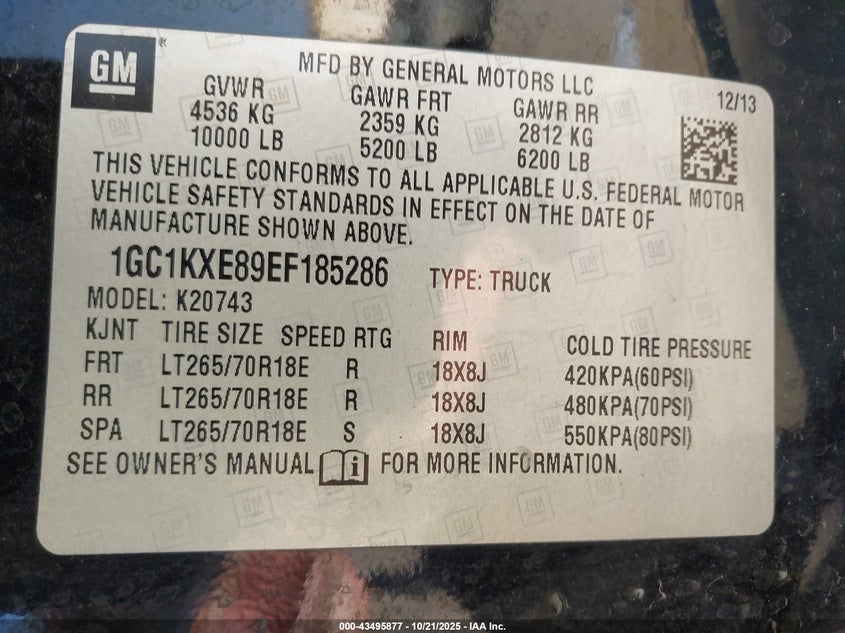 GM ®
MFD BY GENERAL MOTORS LLC
GVWR GAWR FRT GAWR RR 12/13
4536 KG 2359 KG 2812 KG
10000 LB 5200 LB 6200 LB
THIS VEHICLE CONFORMS TO ALL APPLICABLE U.S. FEDERAL MOTOR
VEHICLE SAFETY STANDARDS IN EFFECT ON THE DATE OF
MANUFACTURE SHOWN ABOVE.
1GC1KXE89EF185286 TYPE: TRUCK
MODEL: K20743
KJNT TIRE SIZE SPEED RTG RIM COLD TIRE PRESSURE
FRT LT265/70R18E R 18X8J 420KPA(60PSI)
RR LT265/70R18E R 18X8J 480KPA(70PSI)
SPA LT265/70R18E S 18X8J 550KPA(80PSI)
SEE OWNER'S MANUAL i FOR MORE INFORMATION.
000-43495877 - 10/21/2025 - IAA Inc.